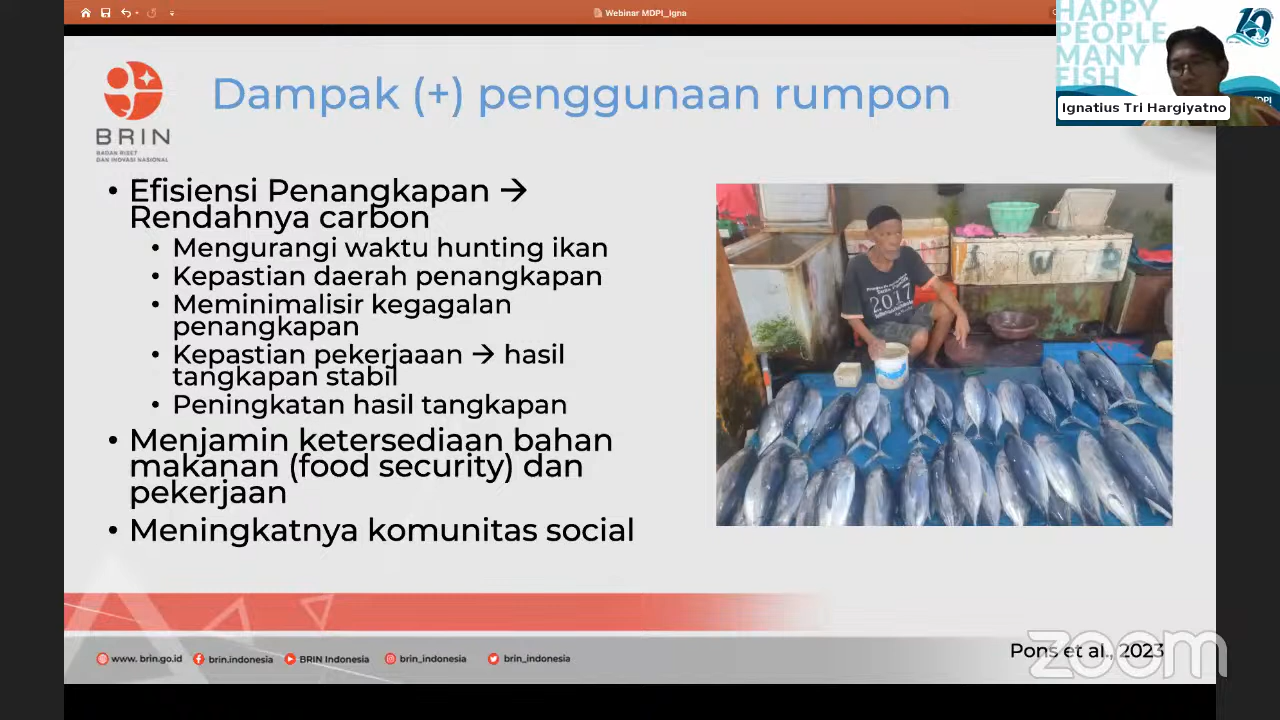 Webinar MDPI_Igna
HAPPY
PEOPLE
MANY
FISH
Ignatius Tri Hargiyatno
BRIN
BADAN RISET
DAN INOVASI NASIONAL
Dampak (+) penggunaan rumpon
• Efisiensi Penangkapan →
Rendahnya carbon
• Mengurangi waktu hunting ikan
• Kepastian daerah penangkapan
• Meminimalisir kegagalan
penangkapan
• Kepastian pekerjaaan → hasil
tangkapan stabil
• Peningkatan hasil tangkapan
• Menjamin ketersediaan bahan
makanan (food security) dan
pekerjaan
• Meningkatnya komunitas social
2017
www. brin.go.id
brin.indonesia
BRIN Indonesia
brin_indonesia
brin_indonesia
Pons et al., 2023
zoom